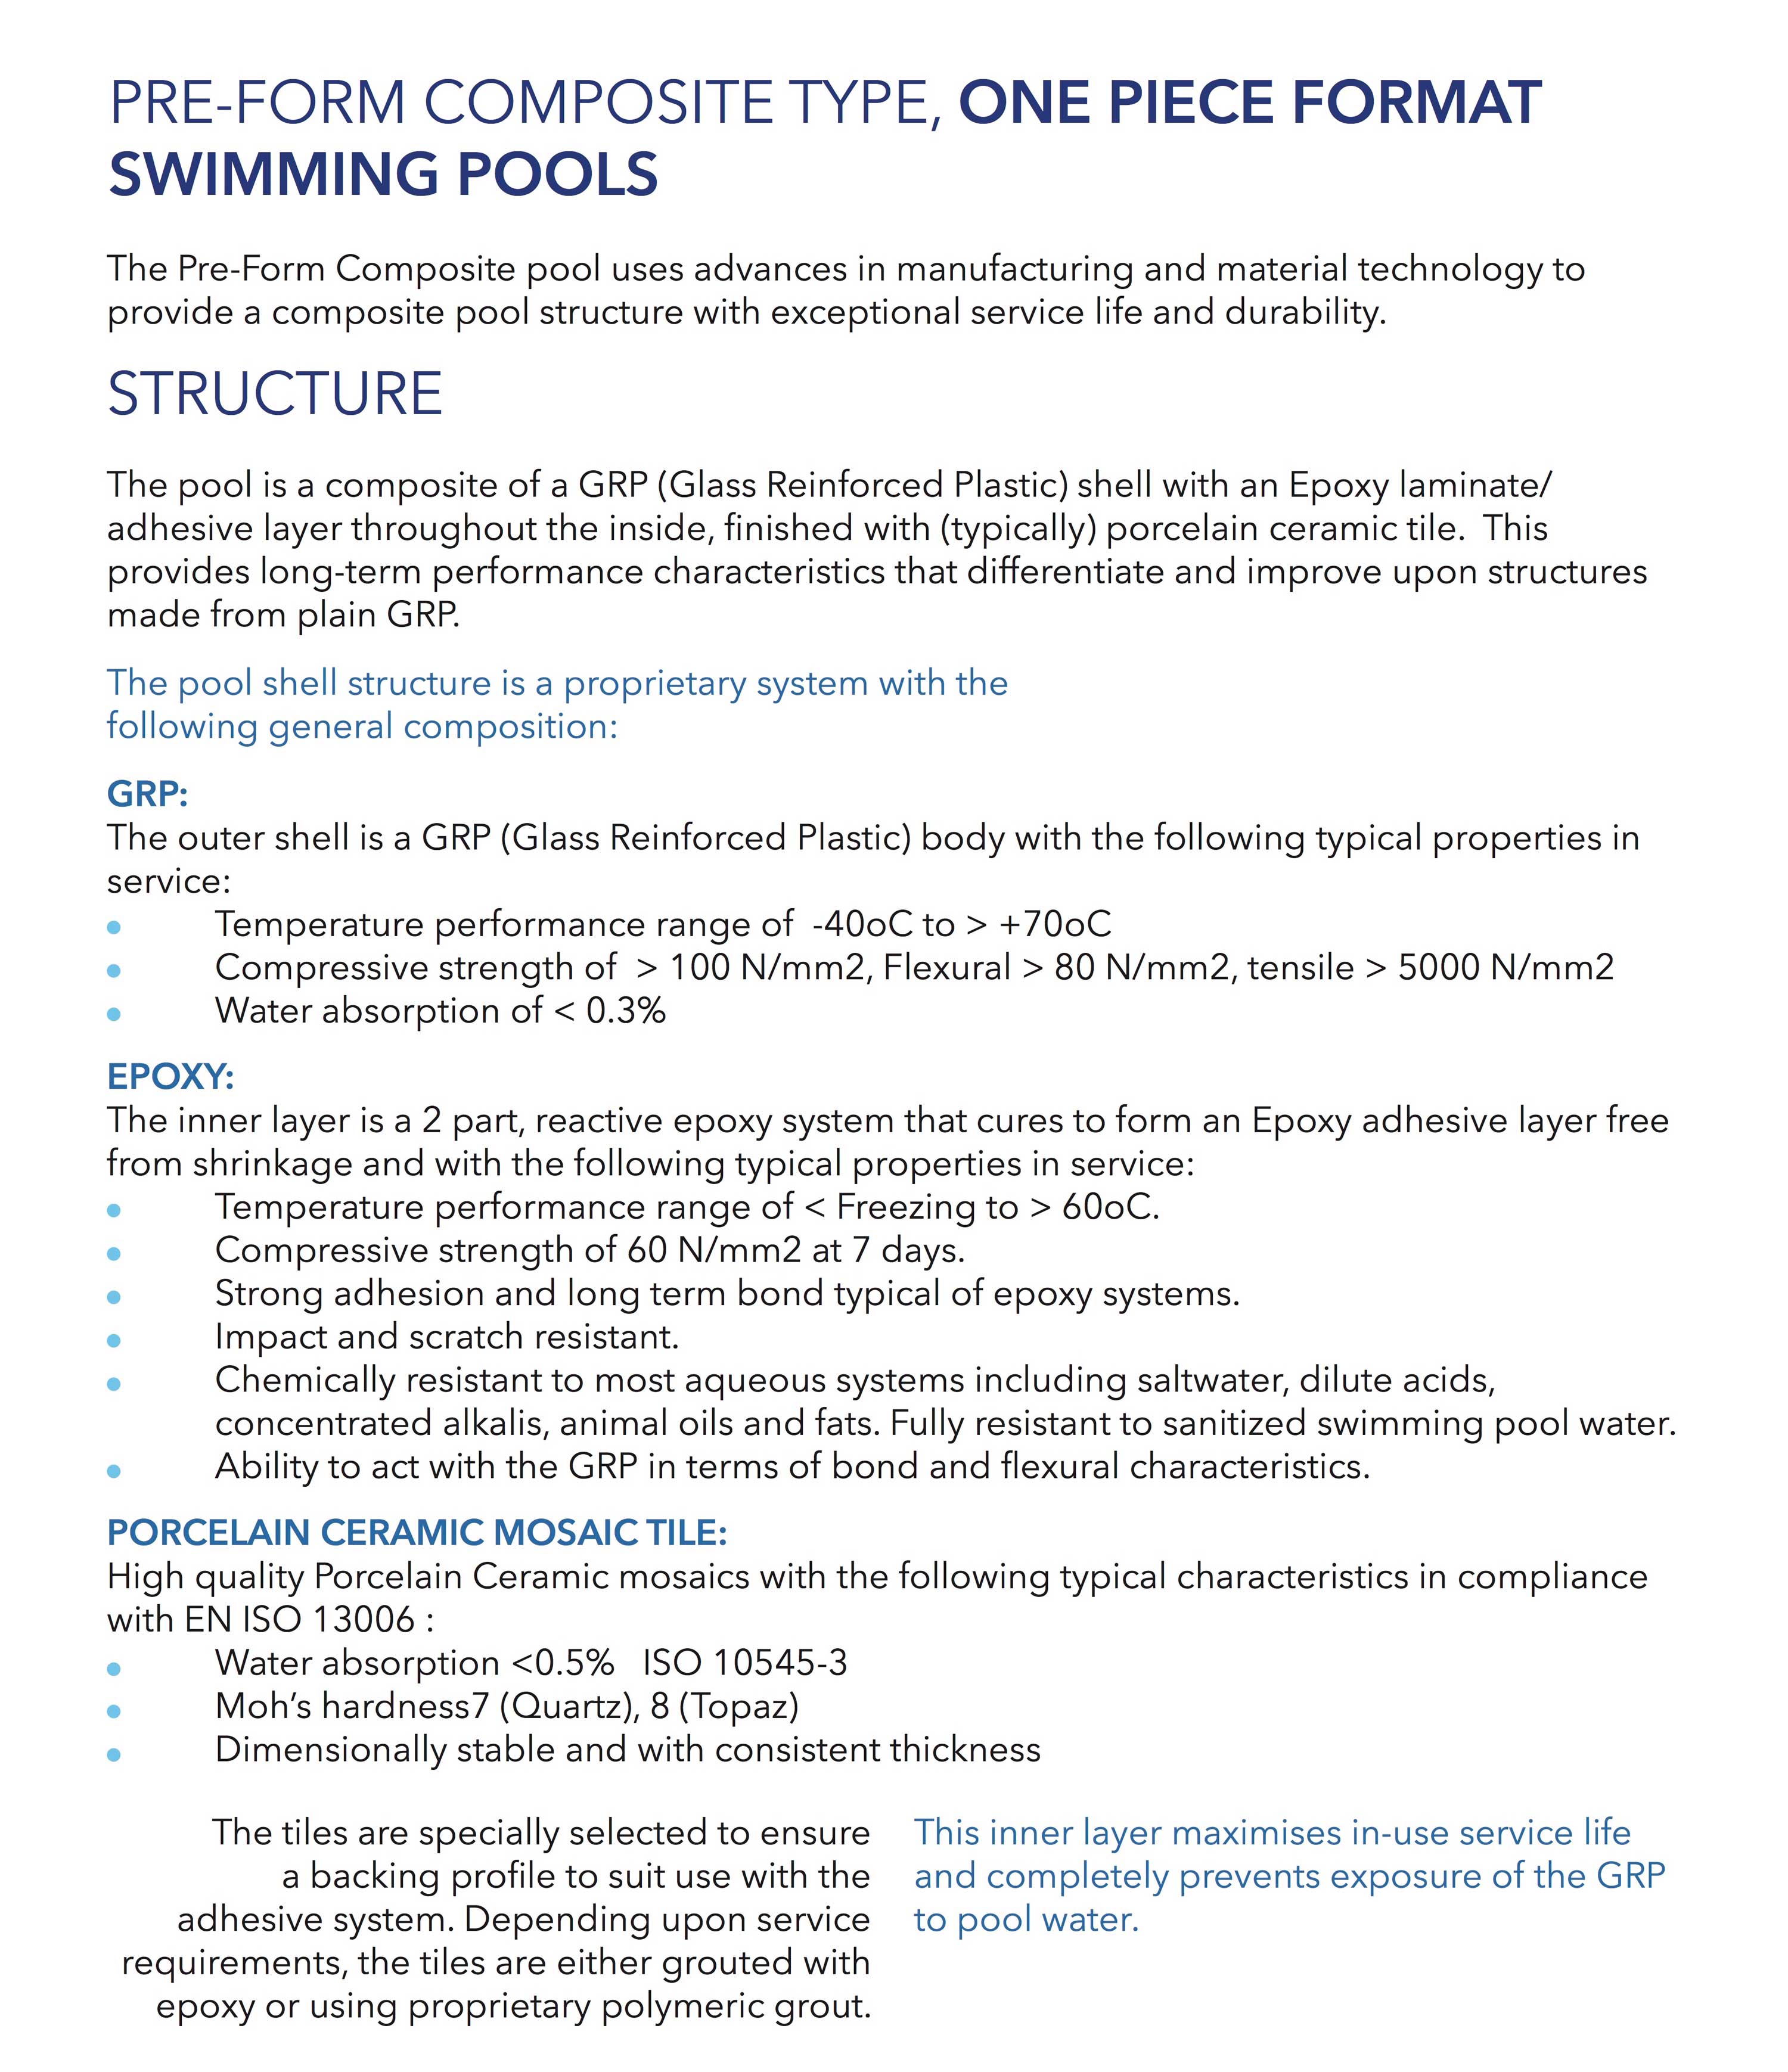 PRE-FORM COMPOSITE TYPE, ONE PIECE FORMAT
SWIMMING POOLS
The Pre-Form Composite pool uses advances in manufacturing and material technology to
provide a composite pool structure with exceptional service life and durability.
STRUCTURE
The pool is a composite of a GRP (Glass Reinforced Plastic) shell with an Epoxy laminate/
adhesive layer throughout the inside, finished with (typically) porcelain ceramic tile.  This
provides long-term performance characteristics that differentiate and improve upon structures
made from plain GRP.
The pool shell structure is a proprietary system with the
following general composition:
GRP:
The outer shell is a GRP (Glass Reinforced Plastic) body with the following typical properties in
service:
• Temperature performance range of  -40oC to > +70oC
• Compressive strength of  > 100 N/mm2, Flexural > 80 N/mm2, tensile > 5000 N/mm2
• Water absorption of < 0.3%
EPOXY:
The inner layer is a 2 part, reactive epoxy system that cures to form an Epoxy adhesive layer free
from shrinkage and with the following typical properties in service:
• Temperature performance range of < Freezing to > 60oC.
• Compressive strength of 60 N/mm2 at 7 days.
• Strong adhesion and long term bond typical of epoxy systems.
• Impact and scratch resistant.
• Chemically resistant to most aqueous systems including saltwater, dilute acids,
concentrated alkalis, animal oils and fats. Fully resistant to sanitized swimming pool water.
• Ability to act with the GRP in terms of bond and flexural characteristics.
PORCELAIN CERAMIC MOSAIC TILE:
High quality Porcelain Ceramic mosaics with the following typical characteristics in compliance
with EN ISO 13006 :
• Water absorption <0.5%   ISO 10545-3
• Moh's hardness7 (Quartz), 8 (Topaz)
• Dimensionally stable and with consistent thickness
The tiles are specially selected to ensure
a backing profile to suit use with the
adhesive system. Depending upon service
requirements, the tiles are either grouted with
epoxy or using proprietary polymeric grout.
This inner layer maximises in-use service life
and completely prevents exposure of the GRP
to pool water.